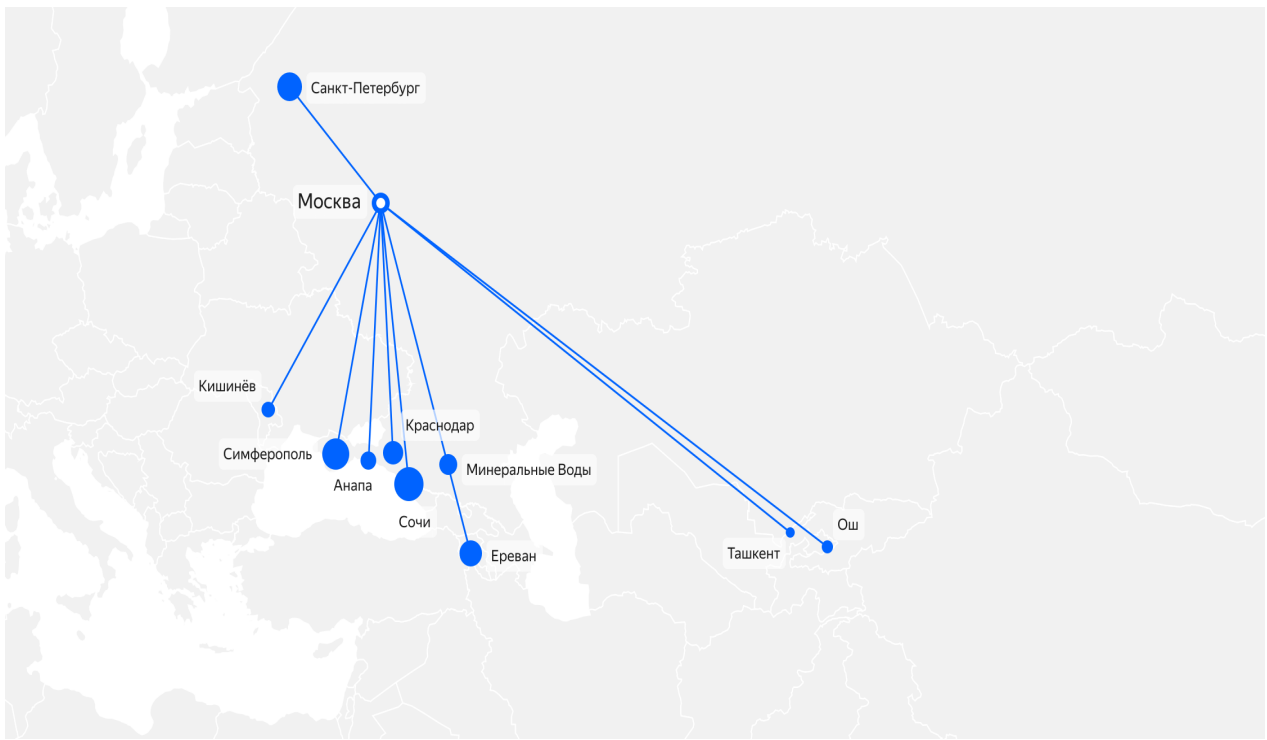 Санкт-Петербург
Москва
Кишинёв
Краснодар
Симферополь
Минеральные Воды
Анапа
Сочи
Ош
Ташкент
Ереван